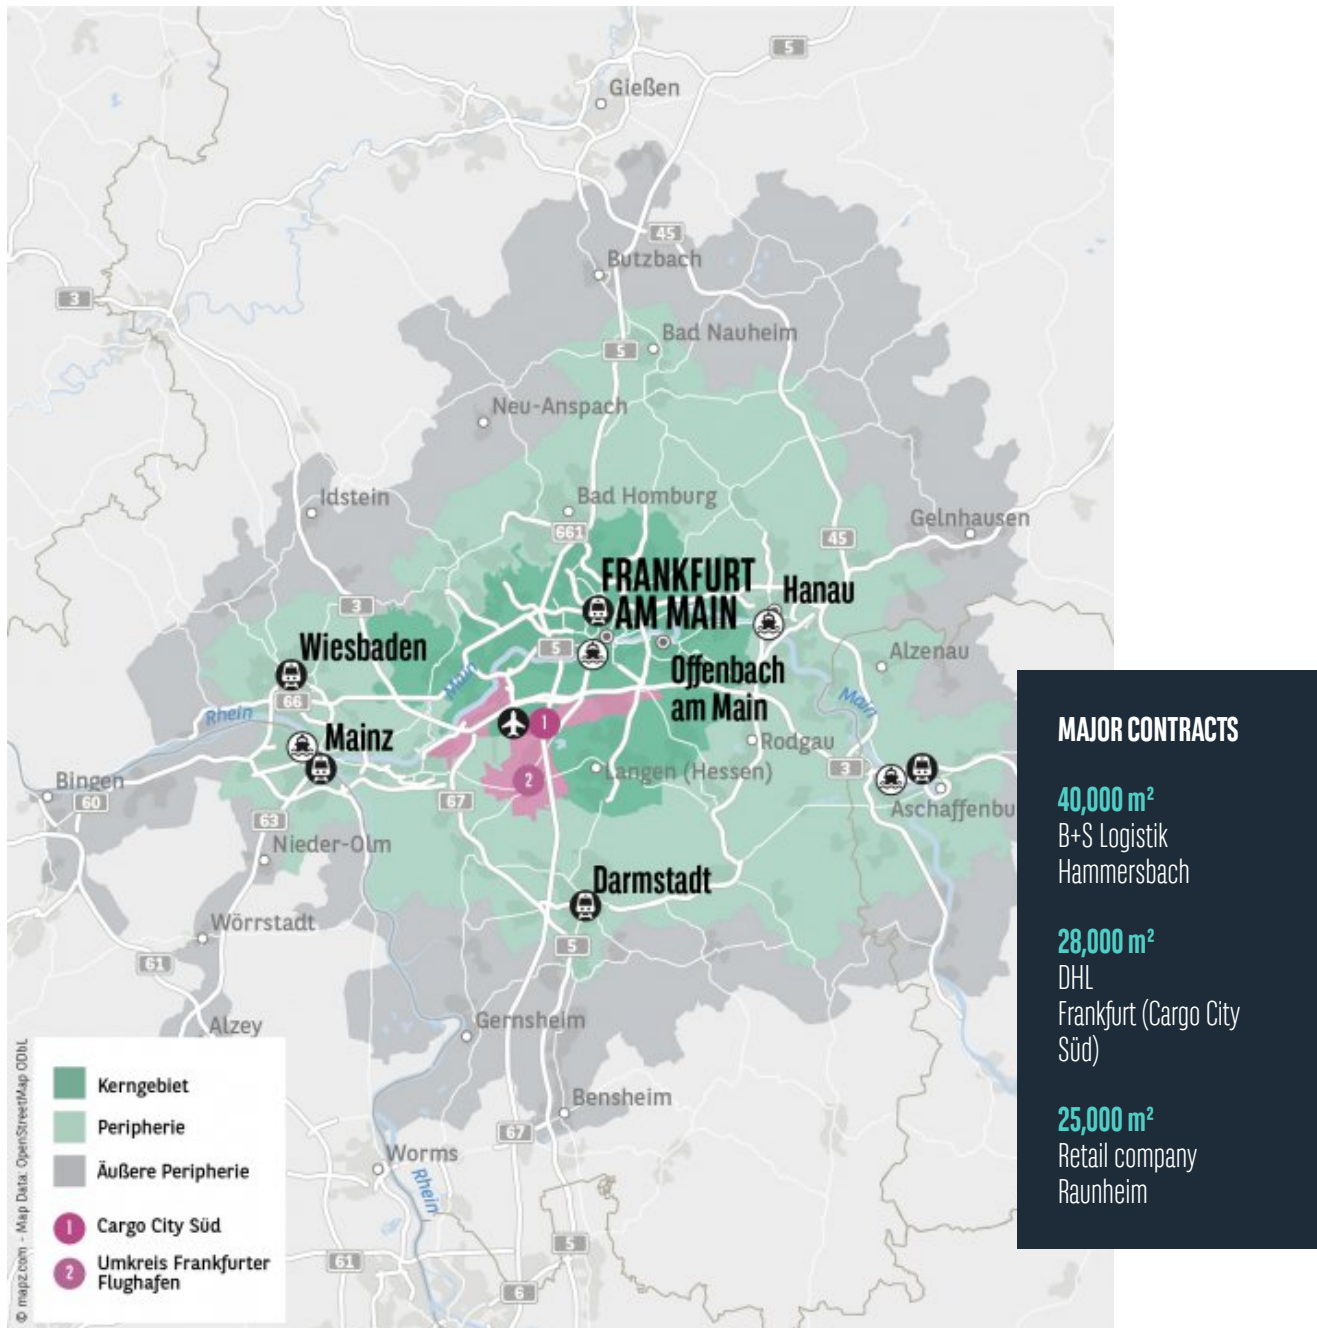 5
Gießen
45
Butzbach
3
Bad Nauheim
5
Neu-Anspach
Idstein
Bad Homburg
Gelnhausen
661
45
FRANKFURT
AM MAIN
Hanau
3
Wiesbaden
5
Alzenau
Offenbach
am Main
Main
Main
66
Rhein
1
Mainz
Rodgau
Langen (Hessen)
3
2
Bingen
60
67
Aschaffenbu
63
Nieder-Olm
Darmstadt
Wörrstadt
5
61
Gernsheim
Alzey
Bensheim
67
Worms
Rhein
5
61
6
Kerngebiet
Peripherie
Äußere Peripherie
1 Cargo City Süd
2 Umkreis Frankfurter
Flughafen
© mapz.com - Map Data: OpenStreetMap ODbL
MAJOR CONTRACTS
40,000 m²
B+S Logistik
Hammersbach
28,000 m²
DHL
Frankfurt (Cargo City
Süd)
25,000 m²
Retail company
Raunheim